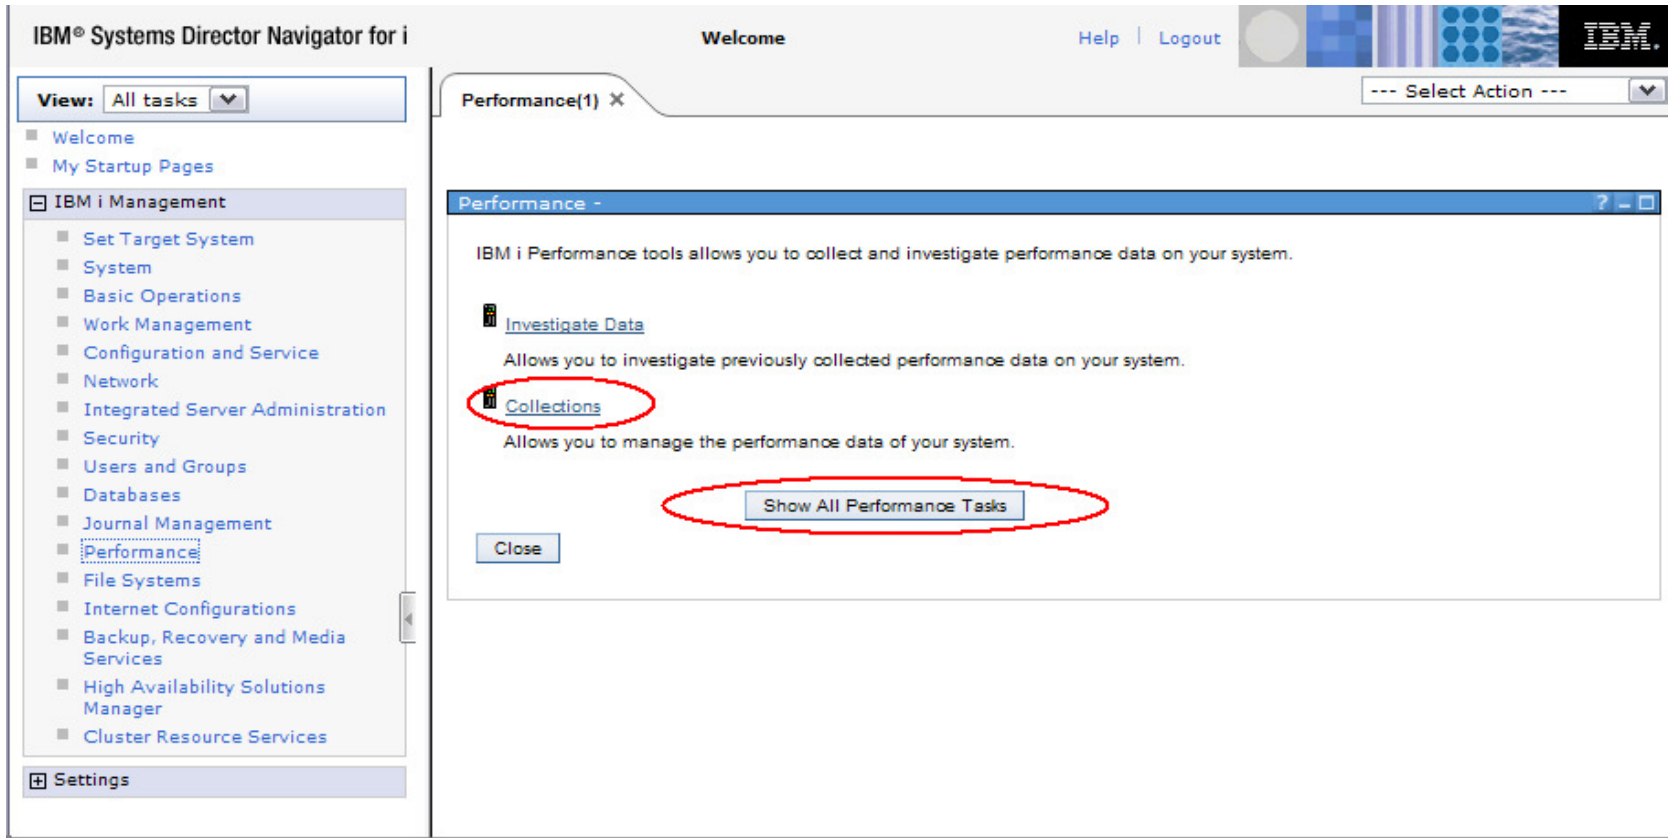 IBM® Systems Director Navigator for i
Welcome
Help
Logout
IBM.
View: All tasks
Welcome
My Startup Pages
IBM i Management
Set Target System
System
Basic Operations
Work Management
Configuration and Service
Network
Integrated Server Administration
Security
Users and Groups
Databases
Journal Management
Performance
File Systems
Internet Configurations
Backup, Recovery and Media
Services
High Availability Solutions
Manager
Cluster Resource Services
Settings
Performance(1)
--- Select Action ---
Performance -
IBM i Performance tools allows you to collect and investigate performance data on your system.
Investigate Data
Allows you to investigate previously collected performance data on your system.
Collections
Allows you to manage the performance data of your system.
Show All Performance Tasks
Close